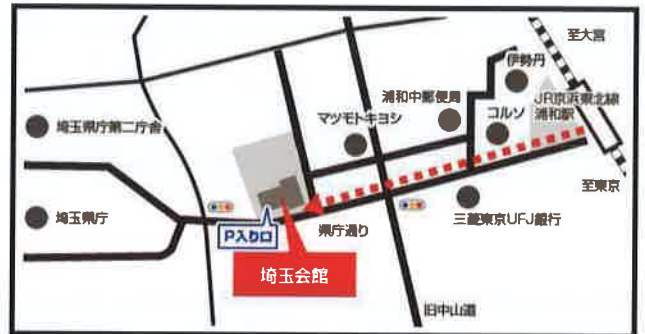 至大宮
伊勢丹
浦和中郵便局
JR京浜東北線
浦和駅
マツモトキヨシ
コルソ
埼玉県庁第二庁舎
至東京
埼玉県庁
三菱東京UFJ銀行
P入り口
県庁通り
埼玉会館
旧中山道